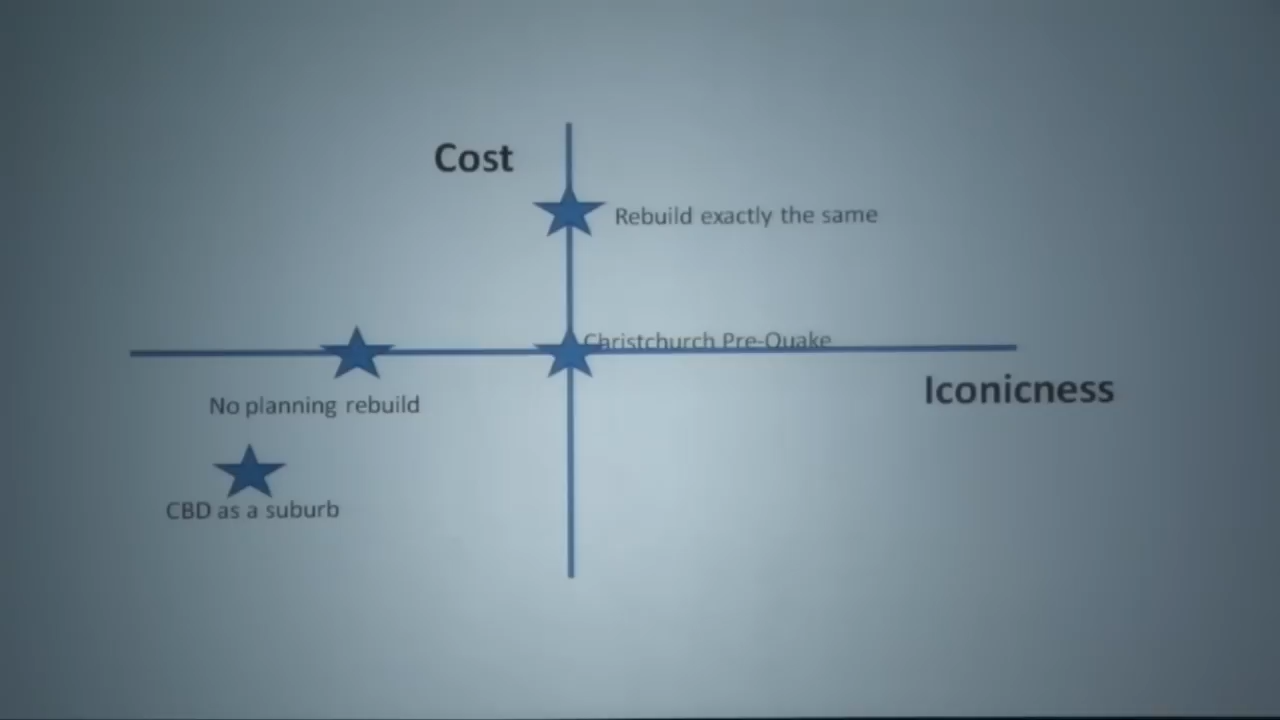 Cost
Rebuild exactly the same
Christchurch Pre-Quake
Iconicness
No planning rebuild
CBD as a suburb